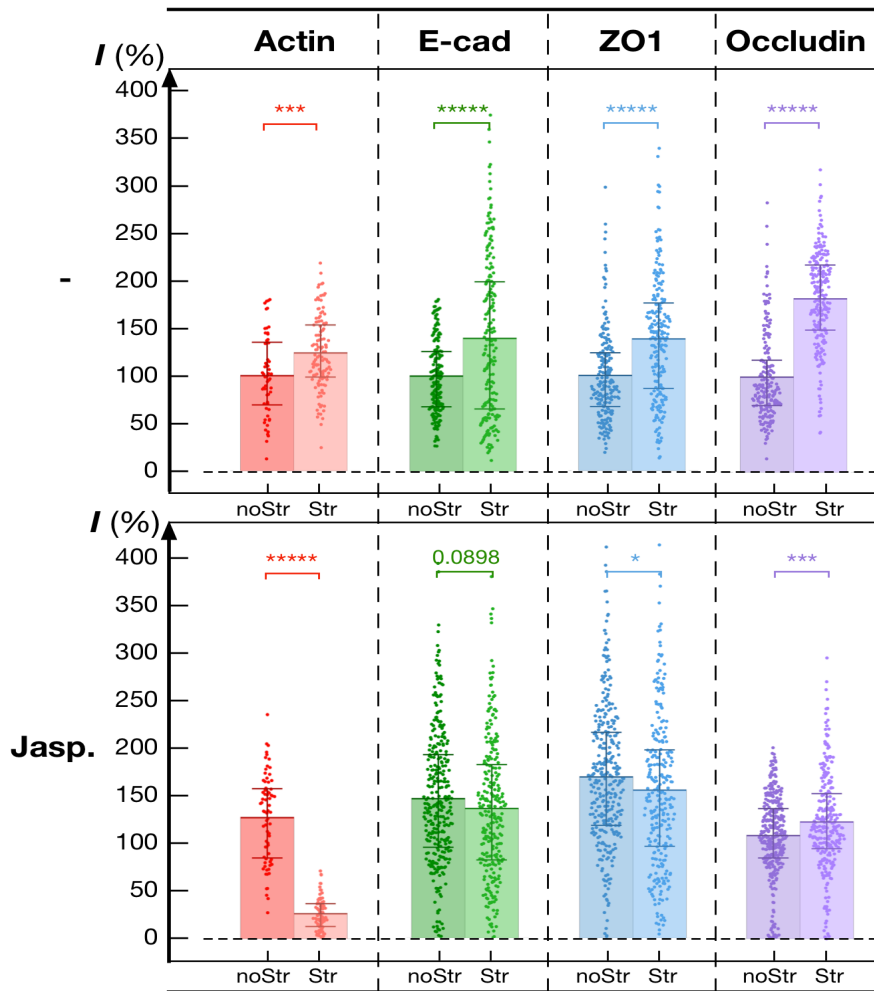 Actin E-cad ZO1 Occludin
I (%)
400
*** ***** ***** *****
350
300
250
200
-
150
100
50
0
noStr Str noStr Str noStr Str noStr Str
I (%)
400
***** 0.0898 * ***
350
300
250
200
Jasp.
150
100
50
0
noStr Str noStr Str noStr Str noStr Str